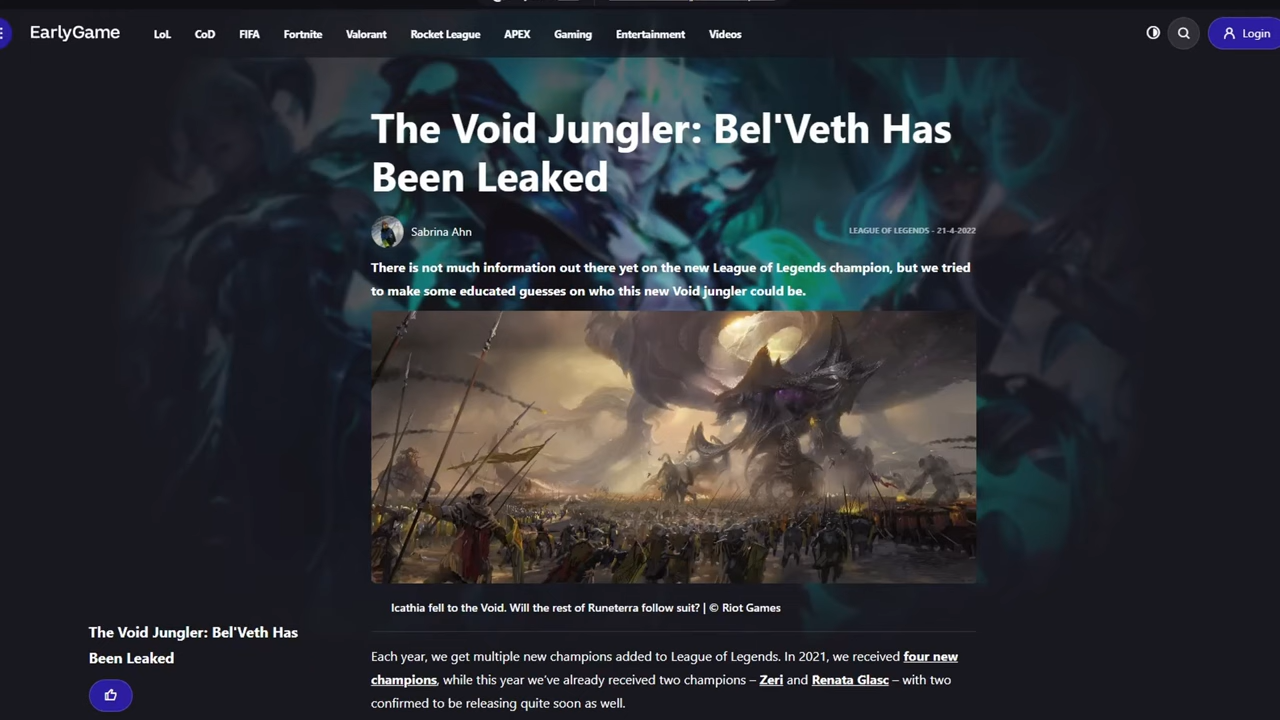 EarlyGame
LoL CoD FIFA Fortnite Valorant Rocket League APEX Gaming Entertainment Videos
Login
The Void Jungler: Bel'Veth Has
Been Leaked
Sabrina Ahn
LEAGUE OF LEGENDS - 21-4-2022
There is not much information out there yet on the new League of Legends champion, but we tried
to make some educated guesses on who this new Void jungler could be.
Icathia fell to the Void. Will the rest of Runeterra follow suit? | © Riot Games
The Void Jungler: Bel'Veth Has
Been Leaked
Each year, we get multiple new champions added to League of Legends. In 2021, we received four new
champions, while this year we've already received two champions – Zeri and Renata Glasc – with two
confirmed to be releasing quite soon as well.